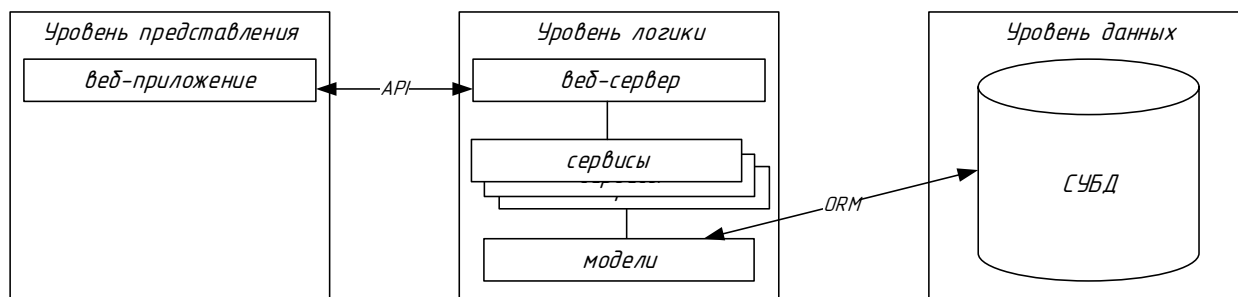 Уровень представления
веб-приложение
API
Уровень логики
веб-сервер
сервисы
модели
ORM
Уровень данных
СУБД